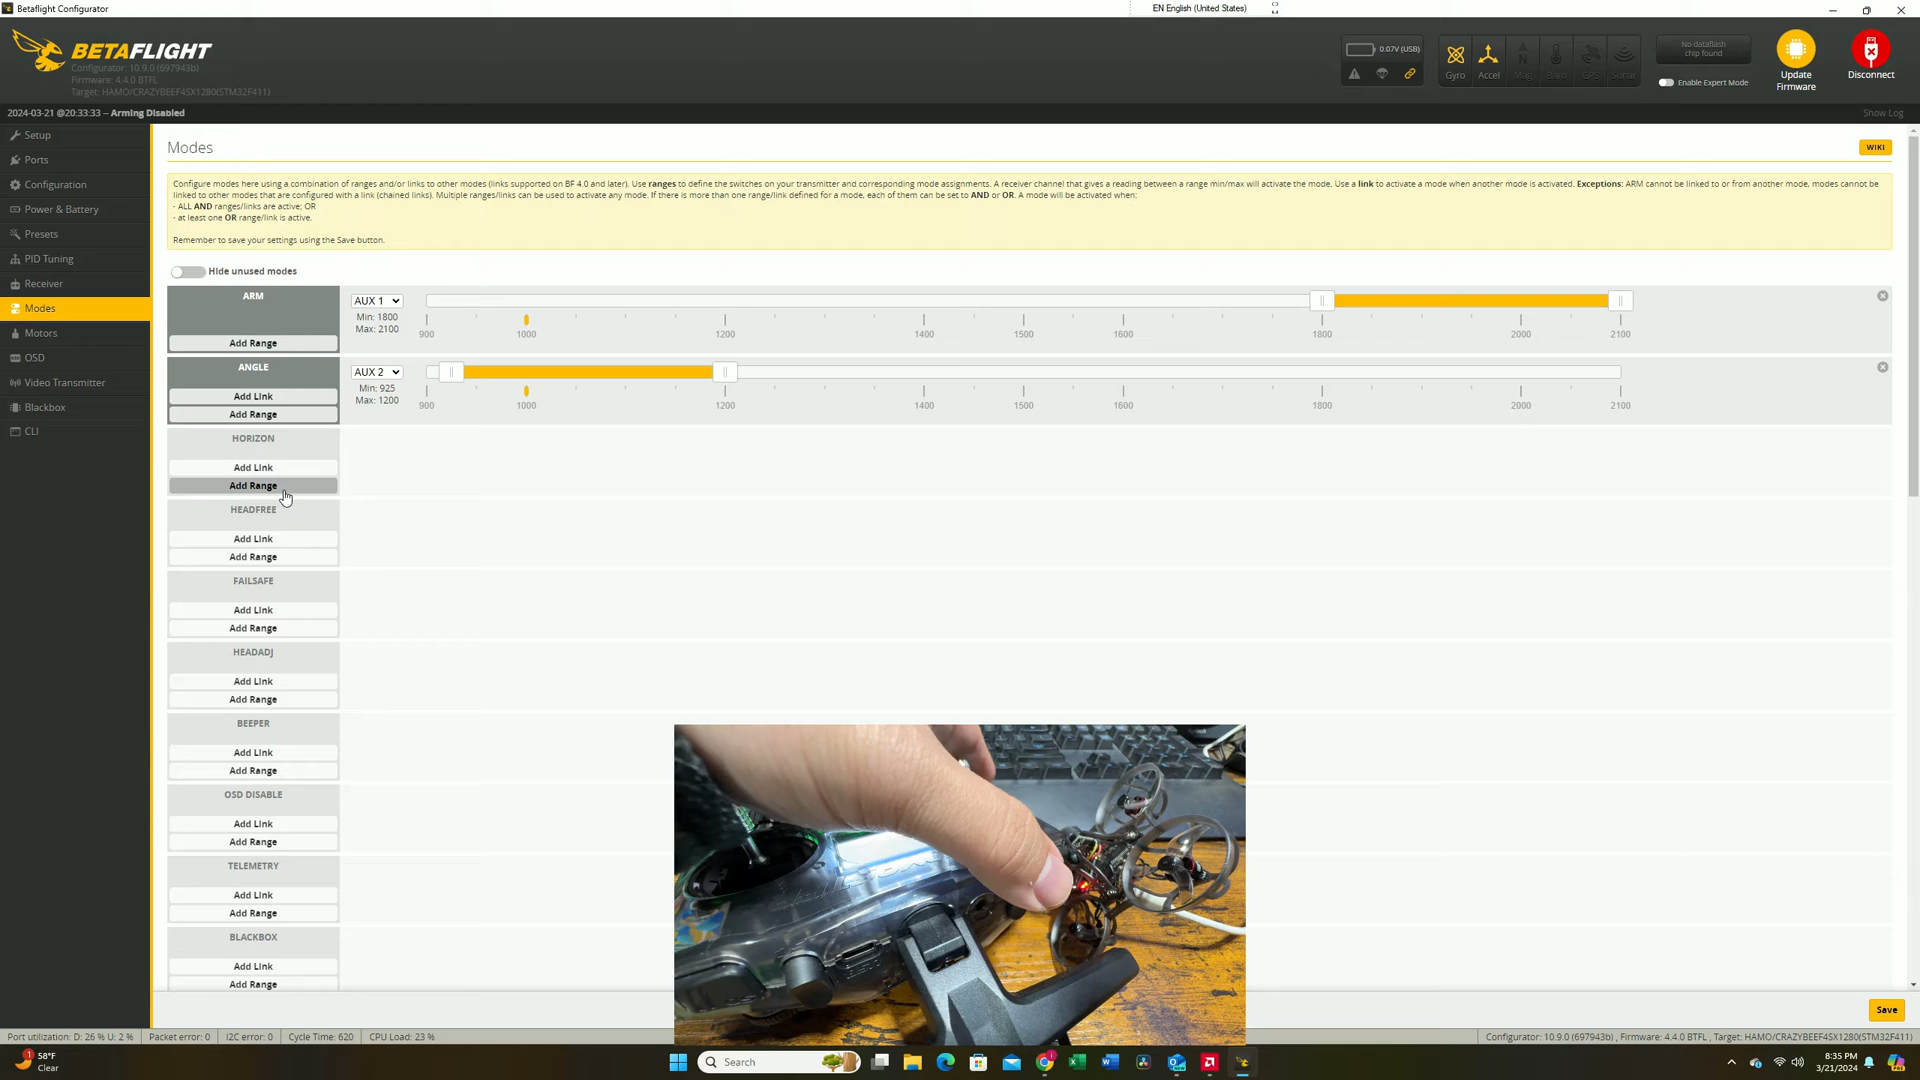 Betaflight Configurator
EN English (United States)
BETAFLIGHT
Configurator: 10.9.0 (697943b)
Firmware: 4.4.0 BTFL
Target: HAMO/CRAZYBEEF4SX1280(STM32F411)
0.07V (USB)
Gyro Accel Mag Baro GPS Sonar
No dataflash
chip found
Enable Expert Mode
Update
Firmware
Disconnect
2024-03-21 @20:33:33 -- Arming Disabled
Show Log
Setup
Ports
Configuration
Power & Battery
Presets
PID Tuning
Receiver
Modes
Motors
OSD
Video Transmitter
Blackbox
CLI
Modes
WIKI
Configure modes here using a combination of ranges and/or links to other modes (links supported on BF 4.0 and later). Use ranges to define the switches on your transmitter and corresponding mode assignments. A receiver channel that gives a reading between a range min/max will activate the mode. Use a link to activate a mode when another mode is activated. Exceptions: ARM cannot be linked to or from another mode, modes cannot be
linked to other modes that are configured with a link (chained links). Multiple ranges/links can be used to activate any mode. If there is more than one range/link defined for a mode, each of them can be set to AND or OR. A mode will be activated when:
- ALL AND ranges/links are active; OR
- at least one OR range/link is active.
Remember to save your settings using the Save button.
Hide unused modes
ARM
Add Range
AUX 1
Min: 1800
Max: 2100
900 1000 1200 1400 1500 1600 1800 2000 2100
ANGLE
Add Link
Add Range
AUX 2
Min: 925
Max: 1200
900 1000 1200 1400 1500 1600 1800 2000 2100
HORIZON
Add Link
Add Range
HEADFREE
Add Link
Add Range
FAILSAFE
Add Link
Add Range
HEADADJ
Add Link
Add Range
BEEPER
Add Link
Add Range
OSD DISABLE
Add Link
Add Range
TELEMETRY
Add Link
Add Range
BLACKBOX
Add Link
Add Range
Save
Port utilization: D: 26 % U: 2 % Packet error: 0 I2C error: 0 Cycle Time: 620 CPU Load: 23 %
Configurator: 10.9.0 (697943b) , Firmware: 4.4.0 BTFL , Target: HAMO/CRAZYBEEF4SX1280(STM32F411)
1
58°F
Clear
Search
8:35 PM
3/21/2024